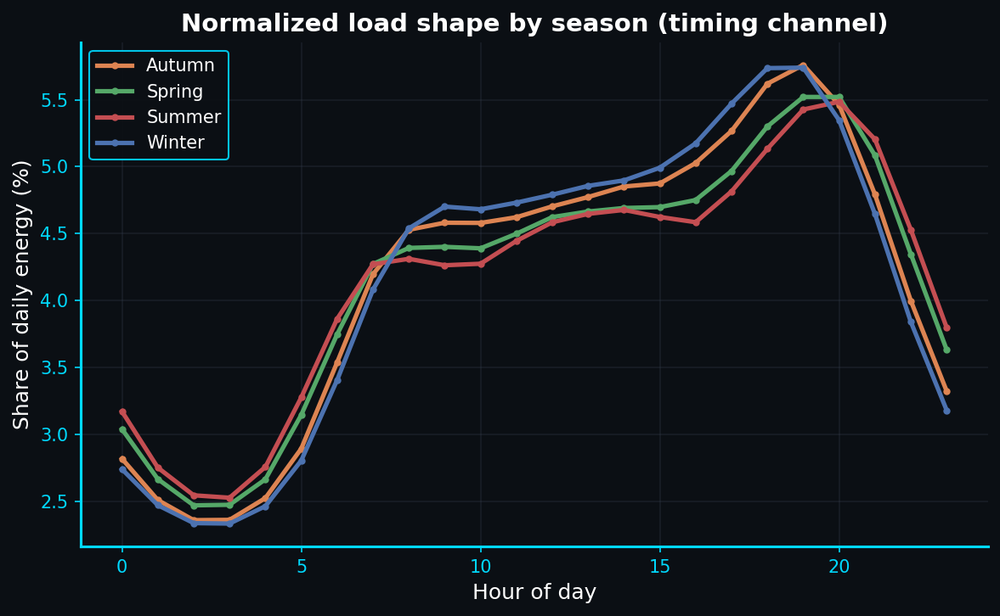 Normalized load shape by season (timing channel)
Autumn
Spring
Summer
Winter
Share of daily energy (%)
5.5
5.0
4.5
4.0
3.5
3.0
2.5
0 5 10 15 20
Hour of day